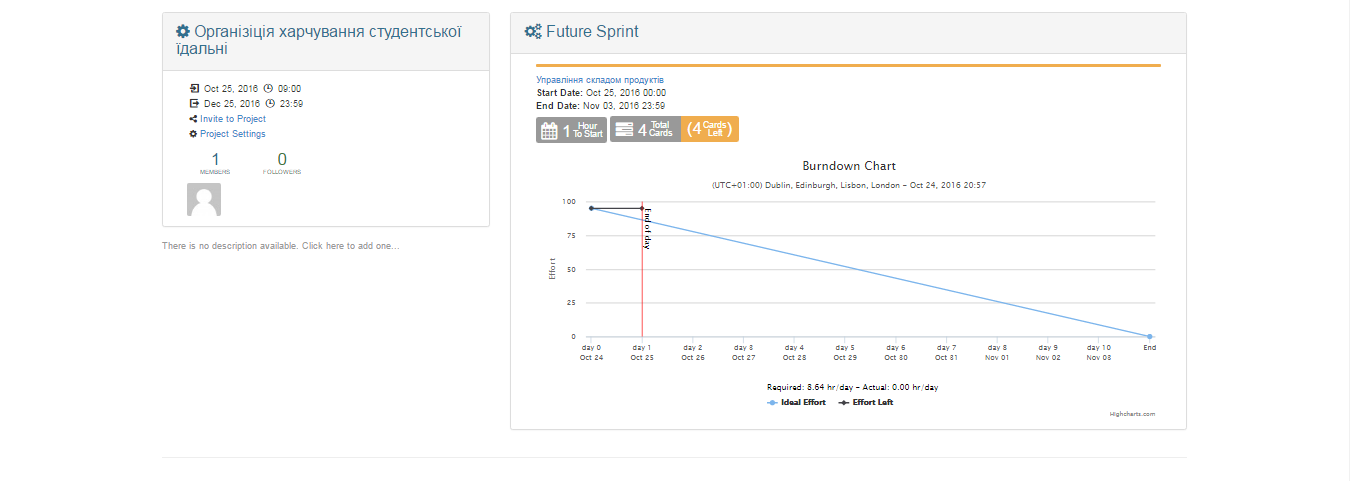 Організіція харчування студентської
їдальні
Oct 25, 2016 09:00
Dec 25, 2016 23:59
Invite to Project
Project Settings
1
MEMBERS
0
FOLLOWERS
There is no description available. Click here to add one...
Future Sprint
Управління складом продуктів
Start Date: Oct 25, 2016 00:00
End Date: Nov 03, 2016 23:59
1 Hour To Start
4 Total Cards
(4 Cards Left)
Burndown Chart
(UTC+01:00) Dublin, Edinburgh, Lisbon, London - Oct 24, 2016 20:57
Effort
100
75
50
25
0
End of day
day 0 day 1 day 2 day 3 day 4 day 5 day 6 day 7 day 8 day 9 day 10 End
Oct 24 Oct 25 Oct 26 Oct 27 Oct 28 Oct 29 Oct 30 Oct 31 Nov 01 Nov 02 Nov 03
Required: 8.64 hr/day - Actual: 0.00 hr/day
Ideal Effort Effort Left
Highcharts.com